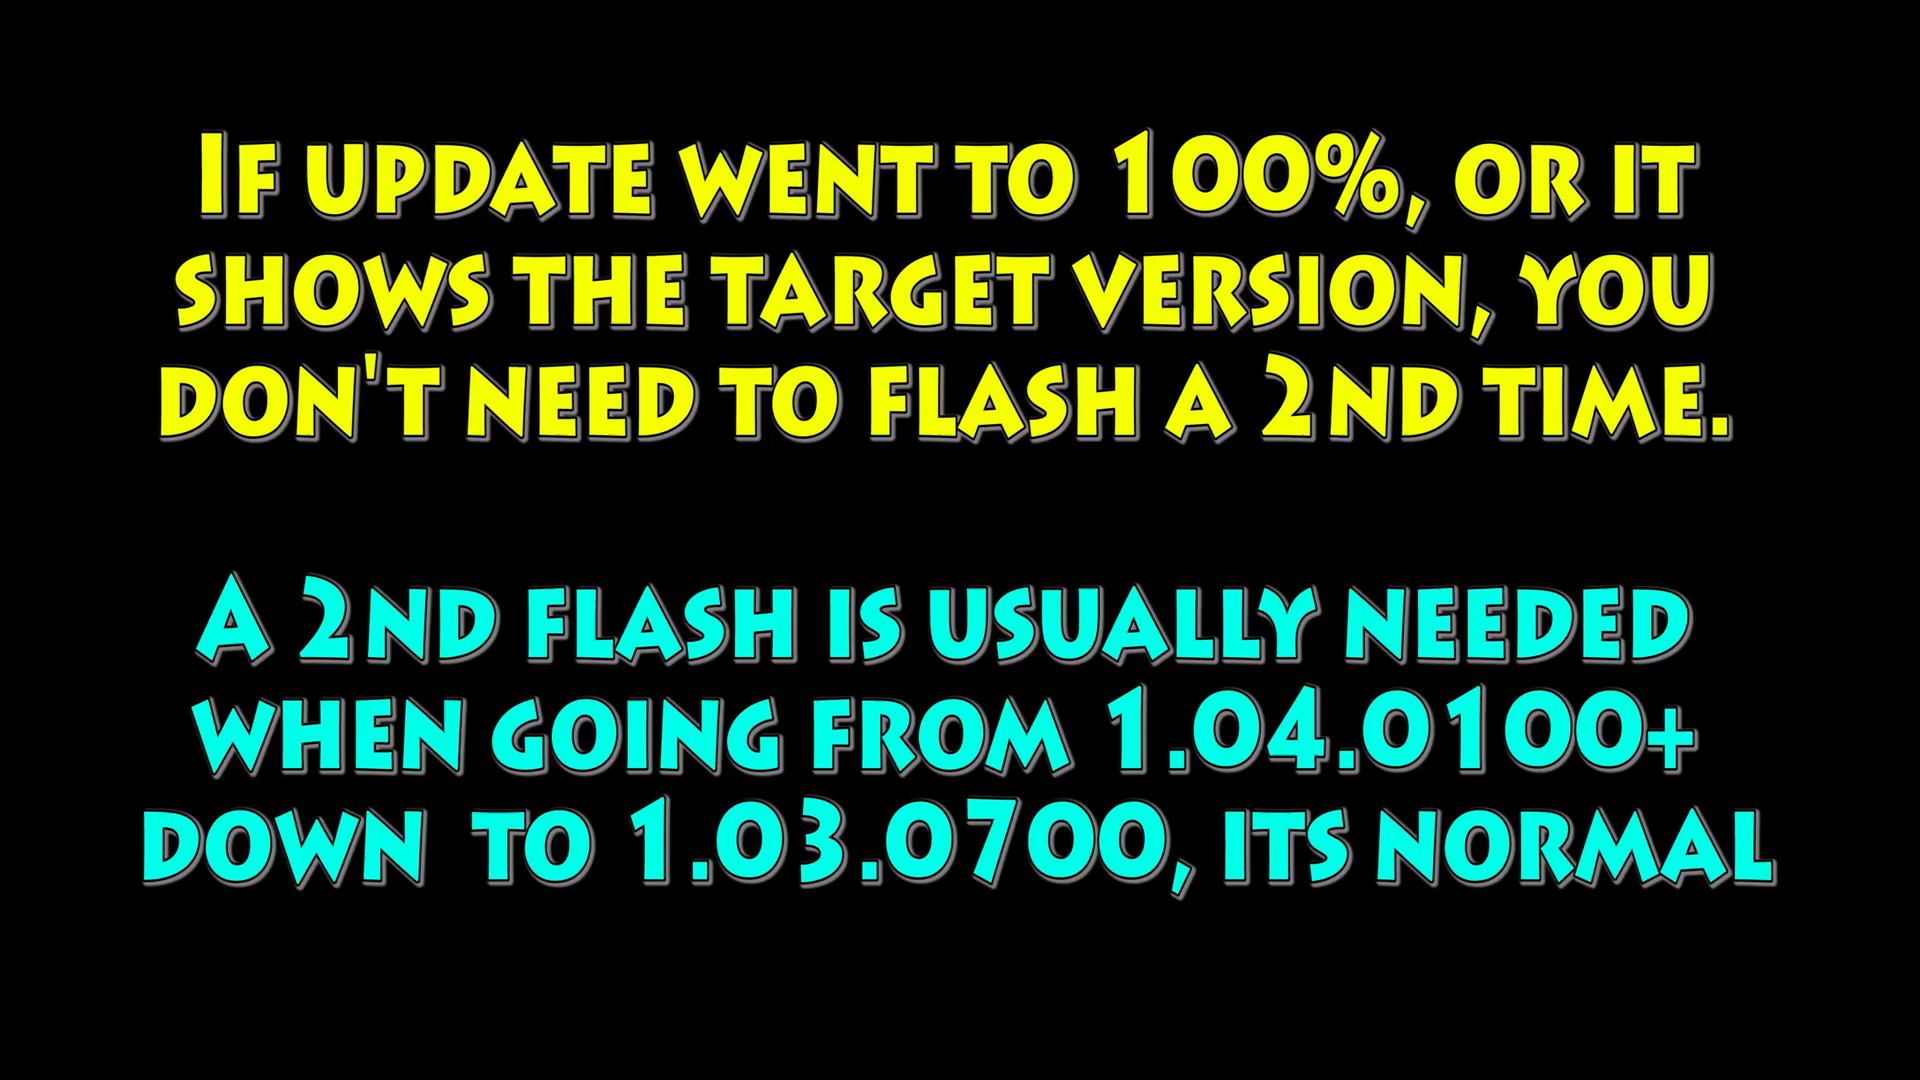 If update went to 100%, or it
shows the target version, you
don't need to flash a 2nd time.
A 2nd flash is usually needed
when going from 1.04.0100+
down to 1.03.0700, its normal